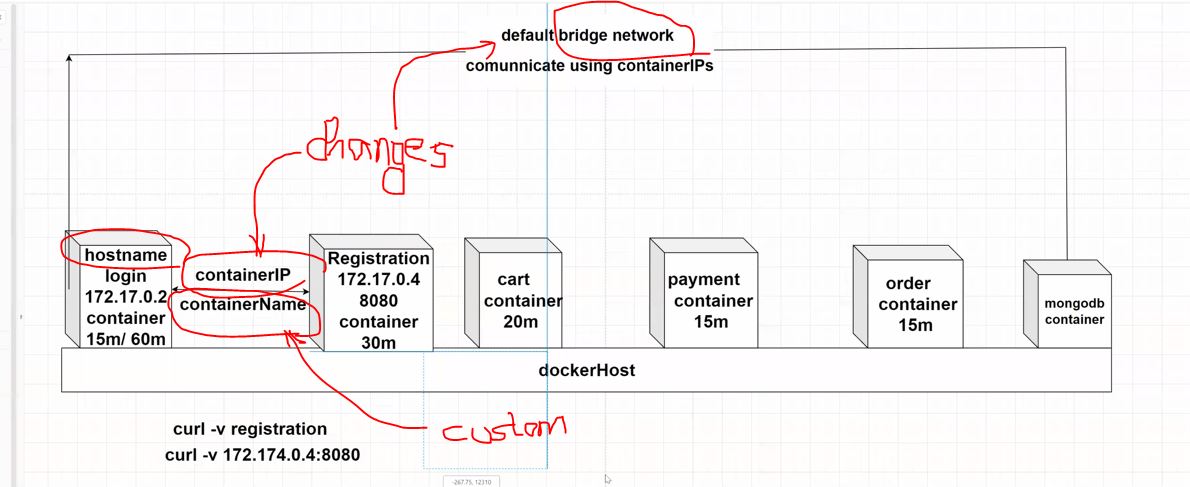 default bridge network
comunnicate using containerIPs
changes
hostname
login
172.17.0.2
container
15m/ 60m
containerIP
containerName
Registration
172.17.0.4
8080
container
30m
cart
container
20m
payment
container
15m
order
container
15m
mongodb
container
dockerHost
custom
curl -v registration
curl -v 172.174.0.4:8080
-267.75, 12310